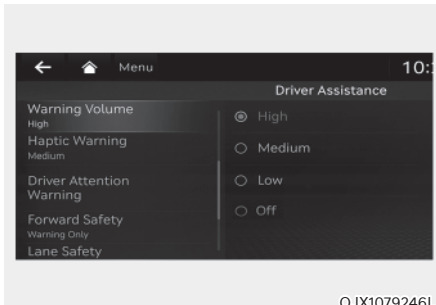 Menu
10:
Driver Assistance
Warning Volume
High
Haptic Warning
Medium
Driver Attention
Warning
Forward Safety
Warning Only
Lane Safety
High
Medium
Low
Off
OJX1079246L